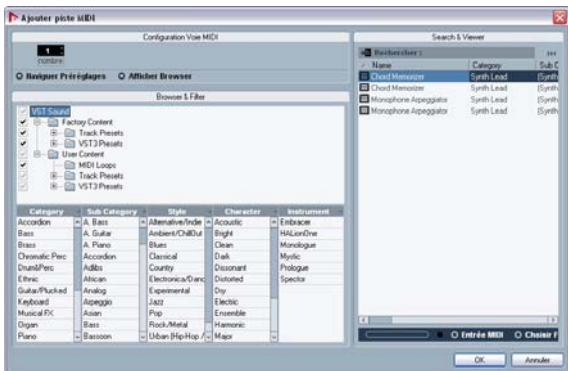 Ajouter piste MIDI
Configuration Voie MIDI
1
nombre
Naviguer Préréglages
Afficher Browser
Browser & Filter
VST Sound
Factory Content
Track Presets
VST3 Presets
User Content
MIDI Loops
Track Presets
VST3 Presets
Category Sub Category Style Character Instrument
Accordion A. Bass Alternative/Indie Acoustic Embracer
Bass A. Guitar Ambient/ChillOut Bright HALionOne
Brass A. Piano Blues Clean Monologue
Chromatic Perc Accordion Classical Dark Mystic
Drum&Perc Adlibs Country Dissonant Prologue
Ethnic African Electronica/Danc Distorted Spector
Guitar/Plucked Analog Experimental Dry
Keyboard Arpeggio Jazz Electric
Musical FX Asian Pop Ensemble
Organ Bass Rock/Metal Harmonic
Piano Bassoon Urban (Hip-Hop / Major
Search & Viewer
Rechercher :
Name Category Sub C
Chord Memorizer Synth Lead (Synth
Chord Memorizer Synth Lead (Synth
Monophone Arpeggiator Synth Lead (Synth
Monophone Arpeggiator Synth Lead (Synth
Entrée MIDI
Choisir F
OK
Annuler